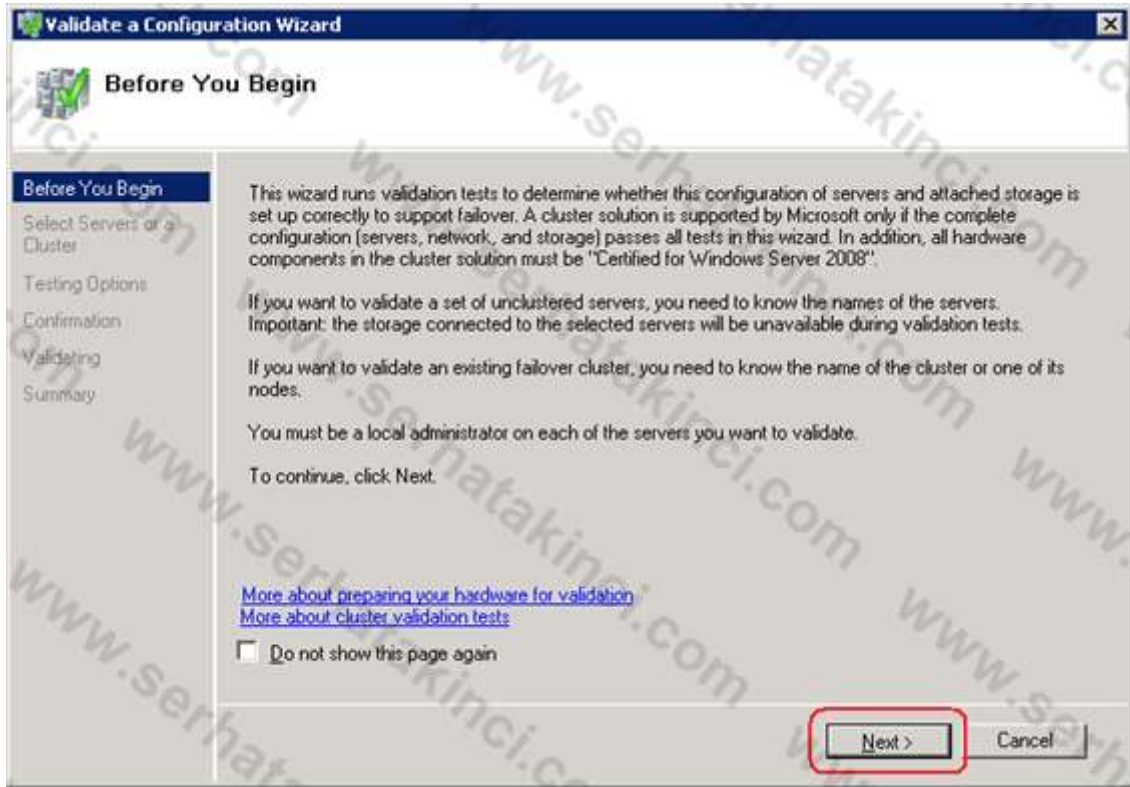 Validate a Configuration Wizard
Before You Begin
Before You Begin
Select Servers or a
Cluster
Testing Options
Confirmation
Validating
Summary
This wizard runs validation tests to determine whether this configuration of servers and attached storage is
set up correctly to support failover. A cluster solution is supported by Microsoft only if the complete
configuration (servers, network, and storage) passes all tests in this wizard. In addition, all hardware
components in the cluster solution must be "Certified for Windows Server 2008".
If you want to validate a set of unclustered servers, you need to know the names of the servers.
Important: the storage connected to the selected servers will be unavailable during validation tests.
If you want to validate an existing failover cluster, you need to know the name of the cluster or one of its
nodes.
You must be a local administrator on each of the servers you want to validate.
To continue, click Next.
More about preparing your hardware for validation
More about cluster validation tests
Do not show this page again
Next >
Cancel
www.serhatakinci.com